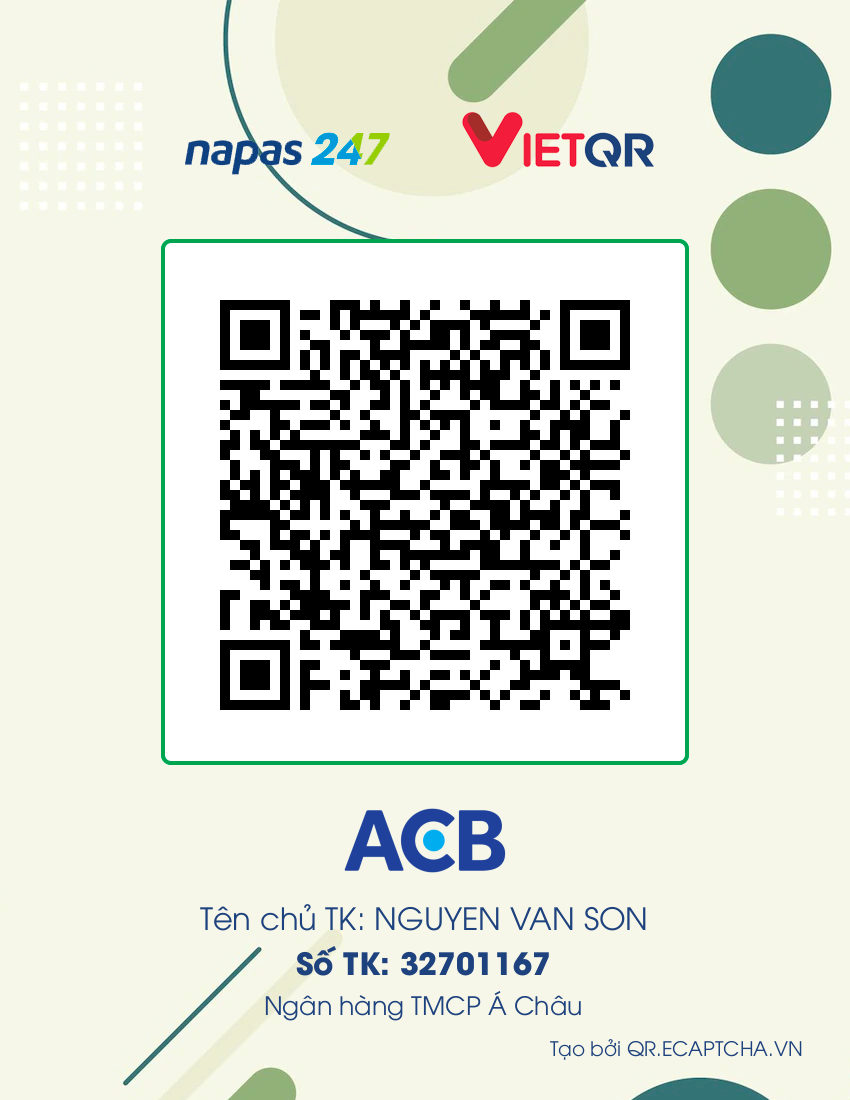 napas 247
VIETQR
ACB
Tên chủ TK: NGUYEN VAN SON
Số TK: 32701167
Ngân hàng TMCP Á Châu
Tạo bởi QR.ECAPTCHA.VN